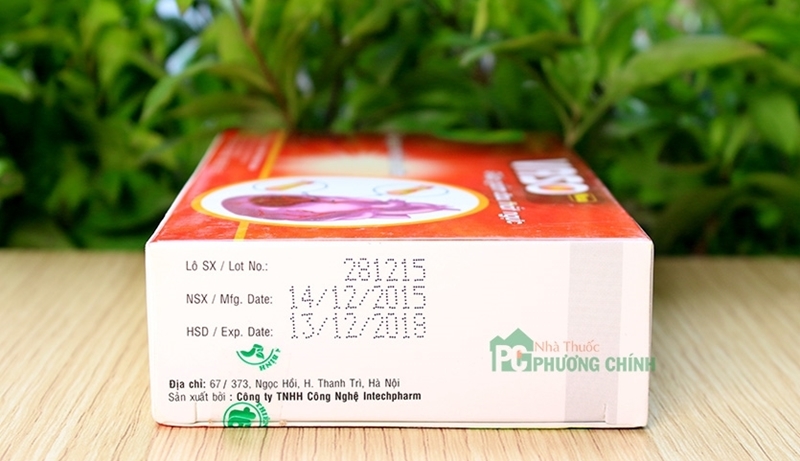 VASO
Lô SX / Lot No.: 281215
NSX / Mfg. Date: 14/12/2015
HSD / Exp. Date: 13/12/2018
Nhà Thuốc
PC PHƯƠNG CHÍNH
Địa chỉ: 67 / 373, Ngọc Hồi, H. Thanh Trì, Hà Nội
Sản xuất bởi : Công ty TNHH Công Nghệ Intechpharm